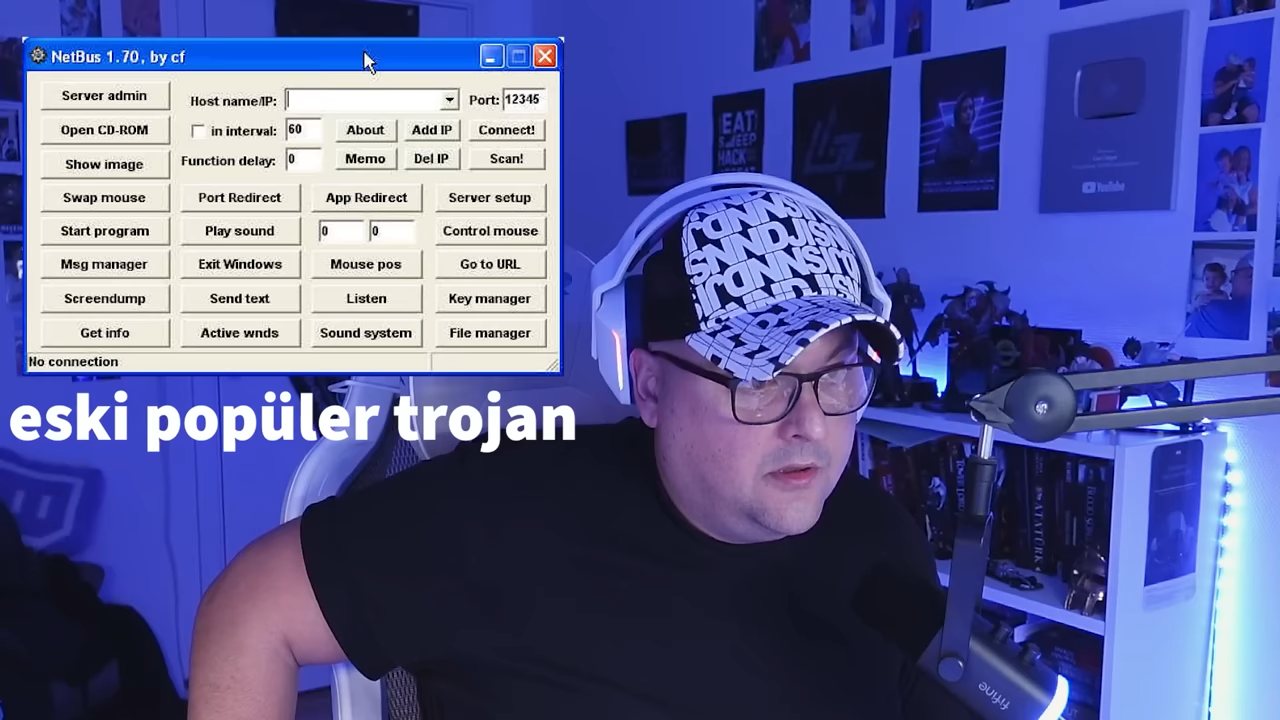 NetBus 1.70, by cf
Server admin
Host name/IP:
Port: 12345
Open CD-ROM
in interval: 60
About
Add IP
Connect!
Show image
Function delay: 0
Memo
Del IP
Scan!
Swap mouse
Port Redirect
App Redirect
Server setup
Start program
Play sound
0
0
Control mouse
Msg manager
Exit Windows
Mouse pos
Go to URL
Screendump
Send text
Listen
Key manager
Get info
Active wnds
Sound system
File manager
No connection
eski popüler trojan
EAT
SLEEP
HACK
YouTube
ATATÜRK
fifine